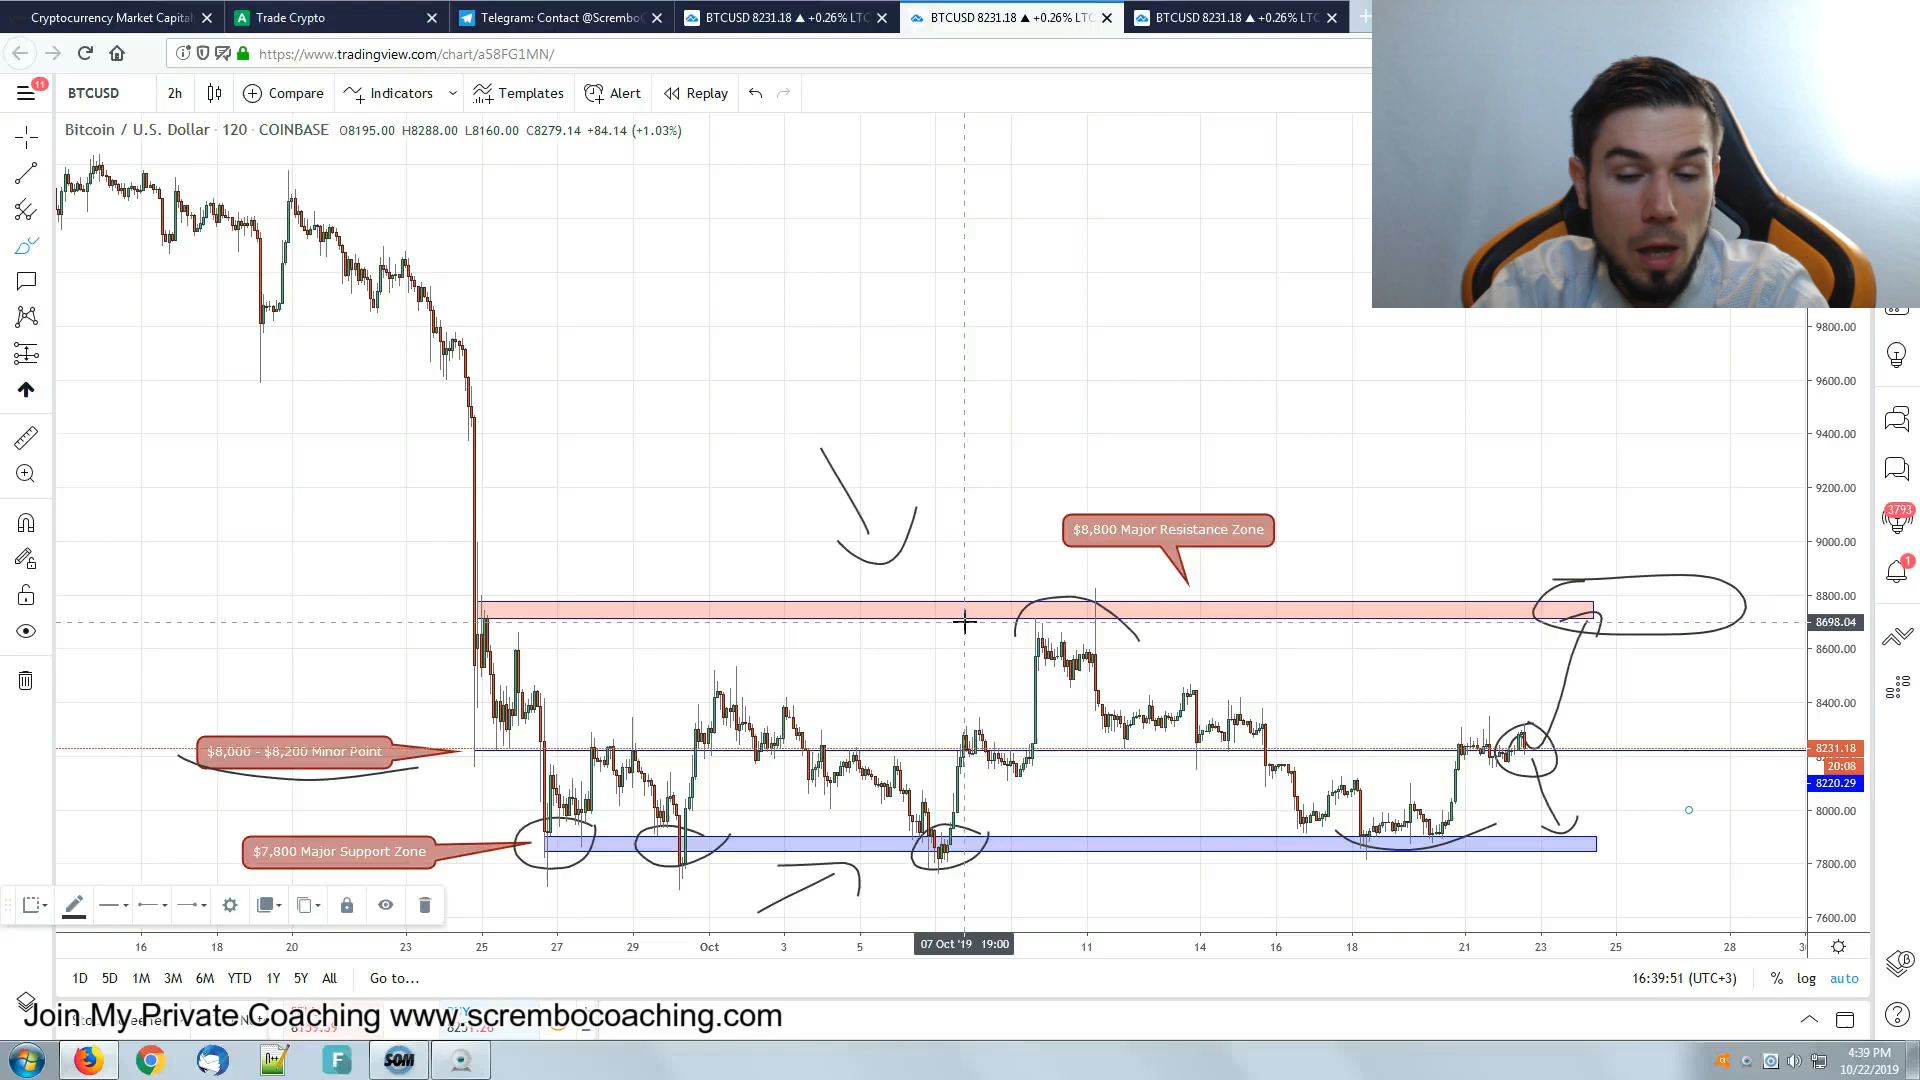 Cryptocurrency Market Capital
Trade Crypto
Telegram: Contact @Scrembo
BTCUSD 8231.18 ▲ +0.26% LTC
BTCUSD 8231.18 ▲ +0.26% LTC
BTCUSD 8231.18 ▲ +0.26% LTC
https://www.tradingview.com/chart/a58FG1MN/
11
BTCUSD
2h
Compare
Indicators
Templates
Alert
Replay
Bitcoin / U.S. Dollar · 120 · COINBASE O8195.00 H8288.00 L8160.00 C8279.14 +84.14 (+1.03%)
9800.00
9600.00
9400.00
9200.00
3793
$8,800 Major Resistance Zone
9000.00
1
8800.00
8698.04
8600.00
8400.00
$8,000 - $8,200 Minor Point
8231.18
20:08
8220.29
8000.00
$7,800 Major Support Zone
7800.00
7600.00
16
18
20
23
25
27
29
Oct
3
5
07 Oct '19 19:00
11
14
16
18
21
23
25
28
1D
5D
1M
3M
6M
YTD
1Y
5Y
All
Go to...
16:39:51 (UTC+3)
%
log
auto
Join My Private Coaching www.scrembocoaching.com
4:39 PM
10/22/2019